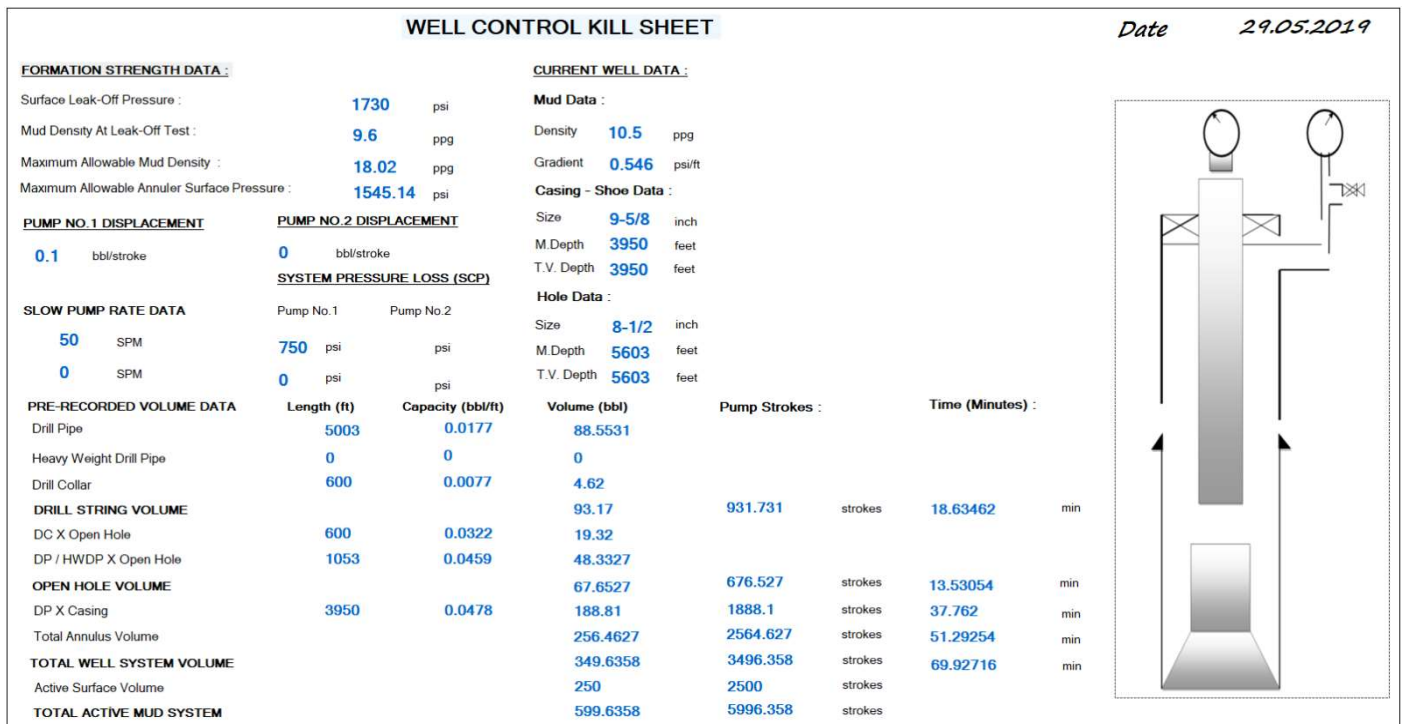 WELL CONTROL KILL SHEET
Date 29.05.2019
FORMATION STRENGTH DATA :
Surface Leak-Off Pressure : 1730 psi
Mud Density At Leak-Off Test : 9.6 ppg
Maximum Allowable Mud Density : 18.02 ppg
Maximum Allowable Annuler Surface Pressure : 1545.14 psi
PUMP NO.1 DISPLACEMENT
0.1 bbl/stroke
PUMP NO.2 DISPLACEMENT
0 bbl/stroke
SYSTEM PRESSURE LOSS (SCP)
SLOW PUMP RATE DATA Pump No.1 Pump No.2
50 SPM 750 psi psi
0 SPM 0 psi psi
CURRENT WELL DATA :
Mud Data :
Density 10.5 ppg
Gradient 0.546 psi/ft
Casing - Shoe Data :
Size 9-5/8 inch
M.Depth 3950 feet
T.V. Depth 3950 feet
Hole Data :
Size 8-1/2 inch
M.Depth 5603 feet
T.V. Depth 5603 feet
PRE-RECORDED VOLUME DATA Length (ft) Capacity (bbl/ft) Volume (bbl) Pump Strokes : Time (Minutes) :
Drill Pipe 5003 0.0177 88.5531
Heavy Weight Drill Pipe 0 0 0
Drill Collar 600 0.0077 4.62
DRILL STRING VOLUME 93.17 931.731 strokes 18.63462 min
DC X Open Hole 600 0.0322 19.32
DP / HWDP X Open Hole 1053 0.0459 48.3327
OPEN HOLE VOLUME 67.6527 676.527 strokes 13.53054 min
DP X Casing 3950 0.0478 188.81 1888.1 strokes 37.762 min
Total Annulus Volume 256.4627 2564.627 strokes 51.29254 min
TOTAL WELL SYSTEM VOLUME 349.6358 3496.358 strokes 69.92716 min
Active Surface Volume 250 2500 strokes
TOTAL ACTIVE MUD SYSTEM 599.6358 5996.358 strokes